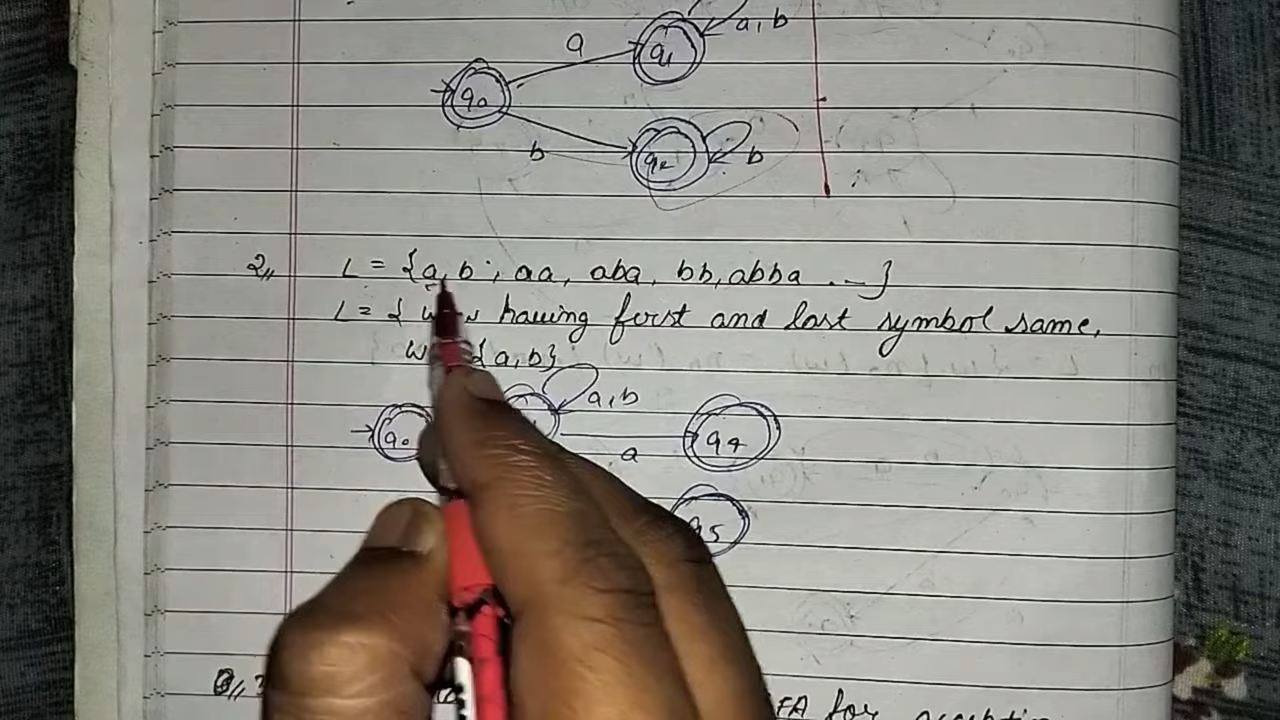 a
q1
a, b
q0
b
q2
b
2,, L = {a, b, aa, aba, bb, abba . –}
L = { having first and last symbol same,
{a, b}
a, b
q0
a
q4
q5
FA for accepting